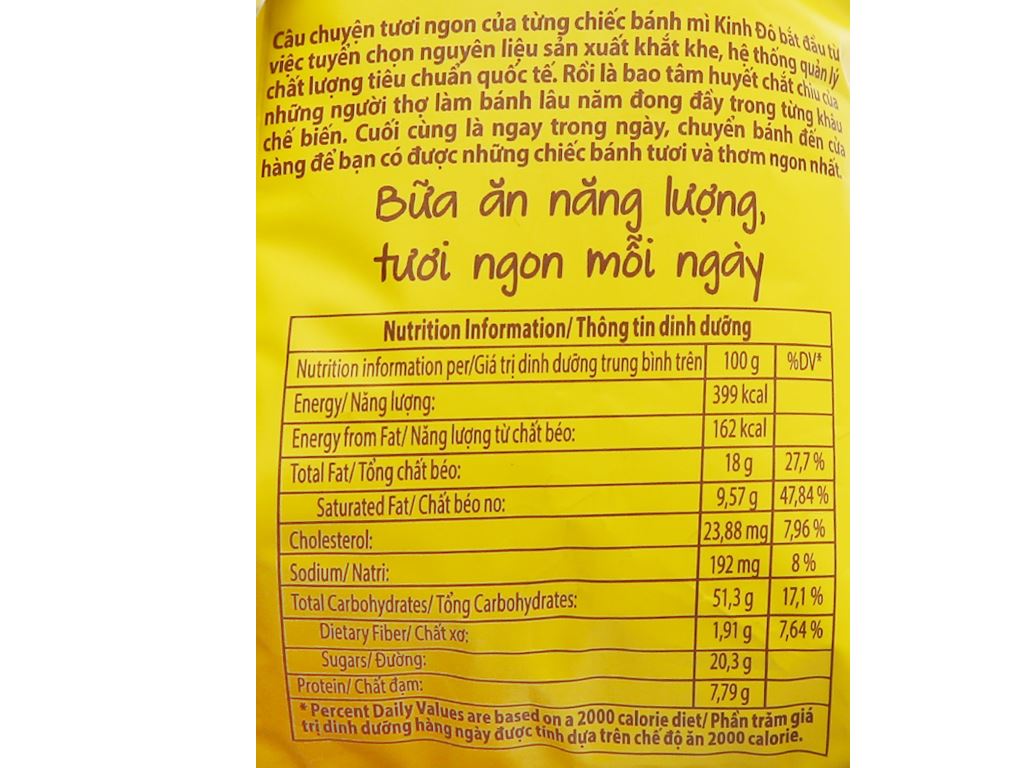 Câu chuyện tươi ngon của từng chiếc bánh mì Kinh Đô bắt đầu từ
việc tuyển chọn nguyên liệu sản xuất khắt khe, hệ thống quản lý
chất lượng tiêu chuẩn quốc tế. Rồi là bao tâm huyết chắt chiu của
những người thợ làm bánh lâu năm đong đầy trong từng khâu
chế biến. Cuối cùng là ngay trong ngày, chuyển bánh đến cửa
hàng để bạn có được những chiếc bánh tươi và thơm ngon nhất.
Bữa ăn năng lượng,
tươi ngon mỗi ngày
Nutrition Information/ Thông tin dinh dưỡng
Nutrition information per/Giá trị dinh dưỡng trung bình trên 100 g %DV*
Energy/ Năng lượng: 399 kcal
Energy from Fat/ Năng lượng từ chất béo: 162 kcal
Total Fat/ Tổng chất béo: 18 g 27,7 %
Saturated Fat/ Chất béo no: 9,57 g 47,84 %
Cholesterol: 23,88 mg 7,96 %
Sodium/ Natri: 192 mg 8 %
Total Carbohydrates/ Tổng Carbohydrates: 51,3 g 17,1 %
Dietary Fiber/ Chất xơ: 1,91 g 7,64 %
Sugars/ Đường: 20,3 g
Protein/ Chất đạm: 7,79 g
* Percent Daily Values are based on a 2000 calorie diet/ Phần trăm giá
trị dinh dưỡng hàng ngày được tính dựa trên chế độ ăn 2000 calorie.